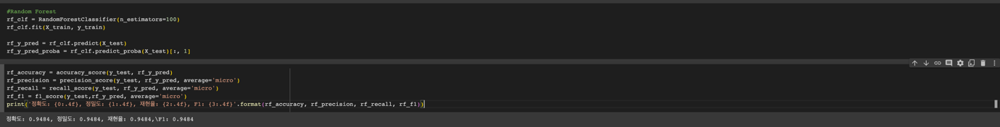 #Random Forest
rf_clf = RandomForestClassifier(n_estimators=100)
rf_clf.fit(X_train, y_train)
rf_y_pred = rf_clf.predict(X_test)
rf_y_pred_proba = rf_clf.predict_proba(X_test)[:, 1]
rf_accuracy = accuracy_score(y_test, rf_y_pred)
rf_precision = precision_score(y_test, rf_y_pred, average='micro')
rf_recall = recall_score(y_test, rf_y_pred, average='micro')
rf_f1 = f1_score(y_test,rf_y_pred, average='micro')
print('정확도: {0:.4f}, 정밀도: {1:.4f}, 재현율: {2:.4f}, F1: {3:.4f}'.format(rf_accuracy, rf_precision, rf_recall, rf_f1))
정확도: 0.9484, 정밀도: 0.9484, 재현율: 0.9484,\F1: 0.9484